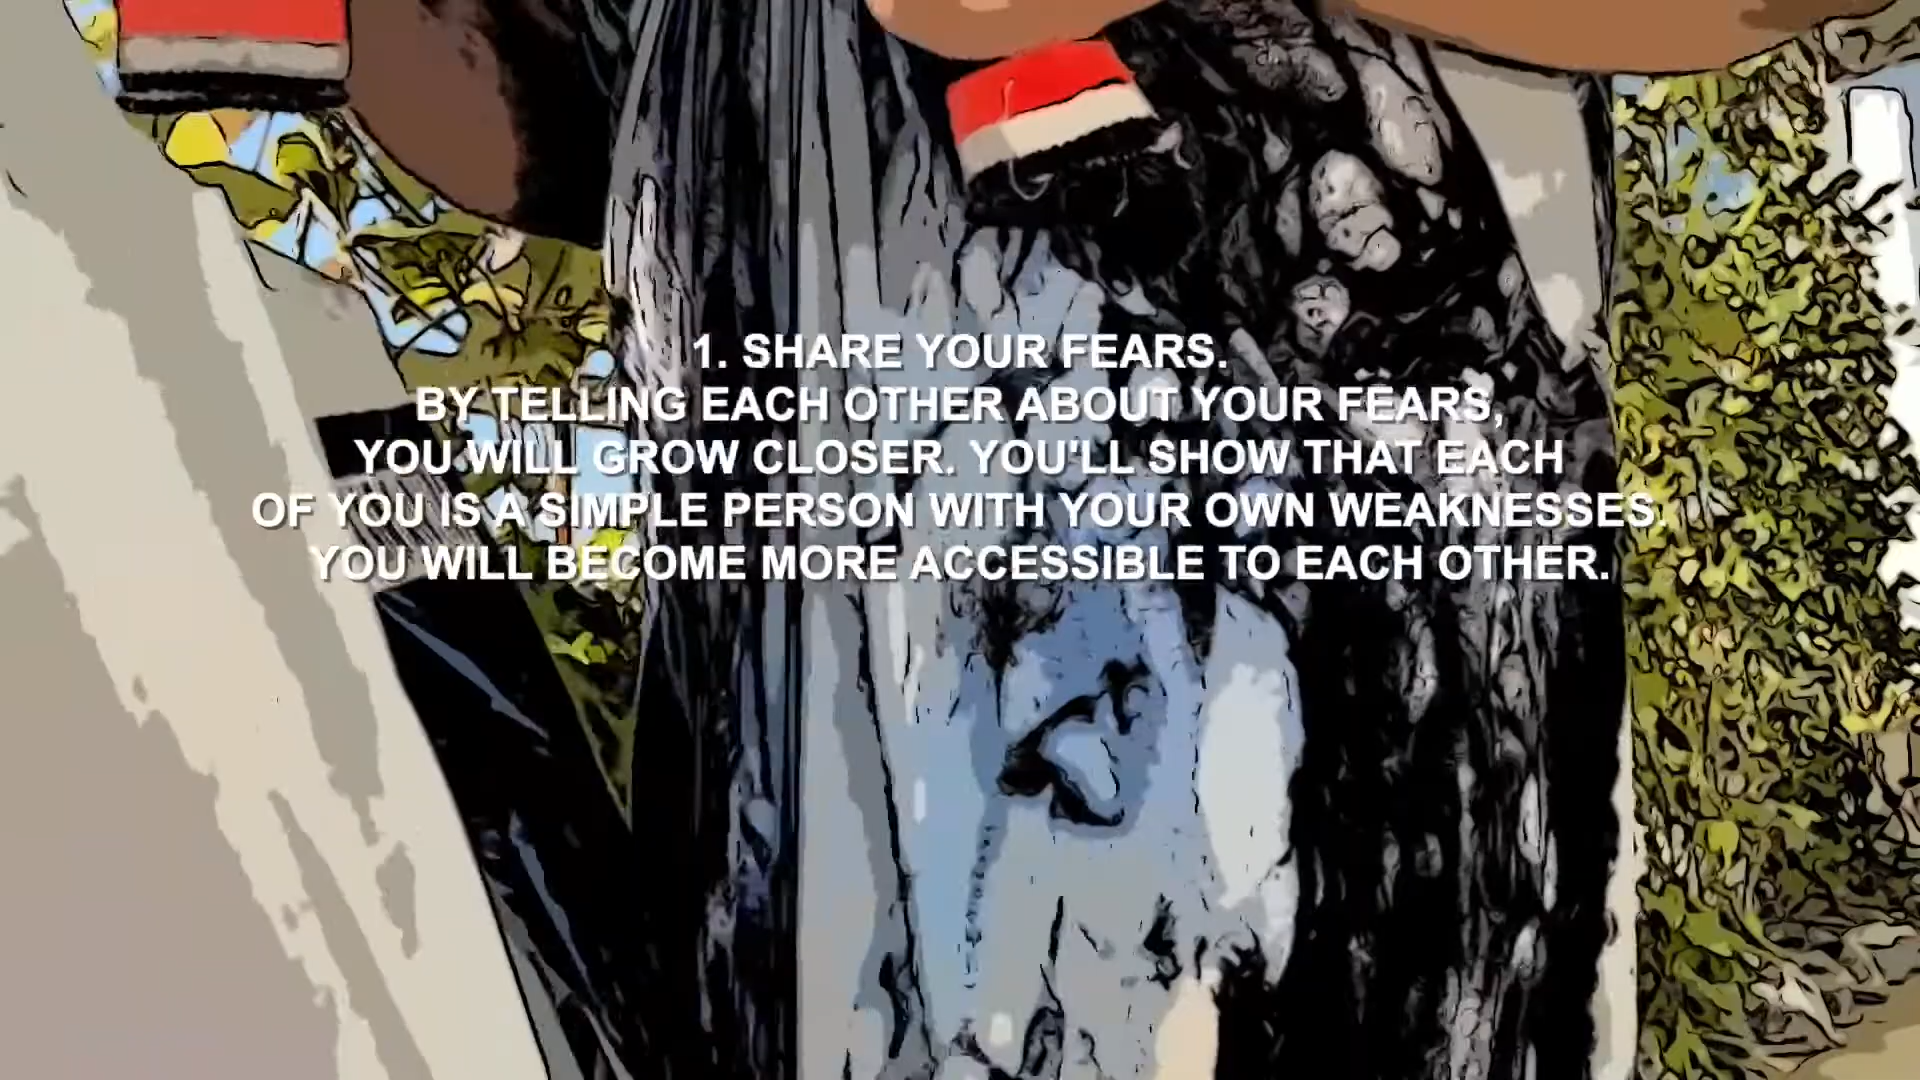 1. SHARE YOUR FEARS.
BY TELLING EACH OTHER ABOUT YOUR FEARS,
YOU WILL GROW CLOSER. YOU'LL SHOW THAT EACH
OF YOU IS A SIMPLE PERSON WITH YOUR OWN WEAKNESSES.
YOU WILL BECOME MORE ACCESSIBLE TO EACH OTHER.